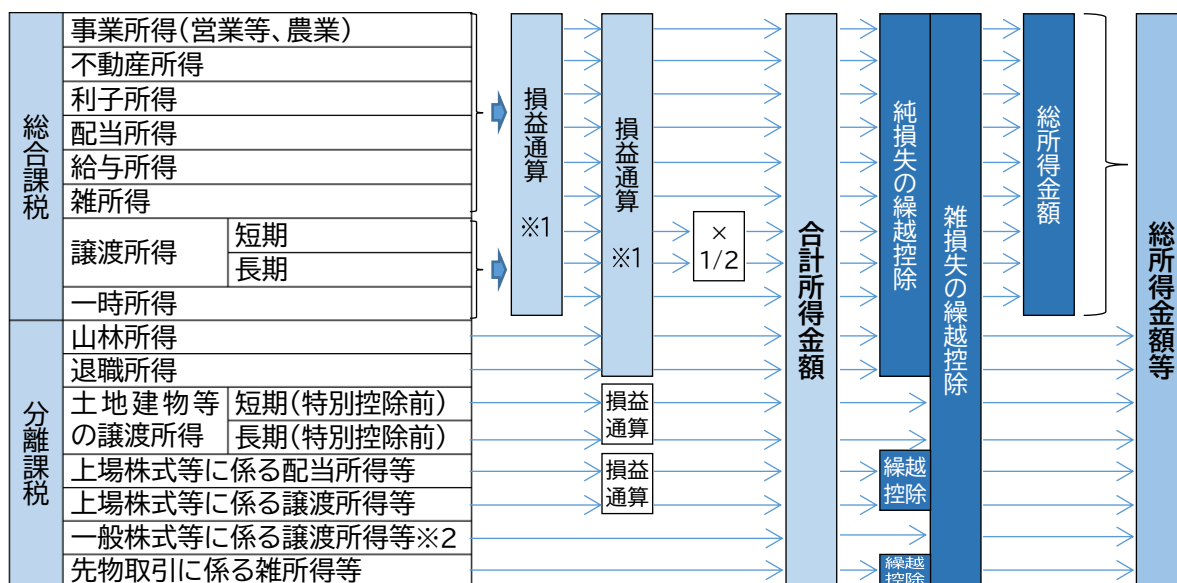 総合課税
事業所得(営業等、農業)
不動産所得
利子所得
配当所得
給与所得
雑所得
譲渡所得
短期
長期
一時所得
分離課税
山林所得
退職所得
土地建物等
の譲渡所得
短期(特別控除前)
長期(特別控除前)
上場株式等に係る配当所得等
上場株式等に係る譲渡所得等
一般株式等に係る譲渡所得等※2
先物取引に係る雑所得等
損益通算
※1
損益通算
※1
損益
通算
損益
通算
×
1/2
合計所得金額
純損失の繰越控除
繰越
控除
繰越
控除
雑損失の繰越控除
総所得金額
総所得金額等